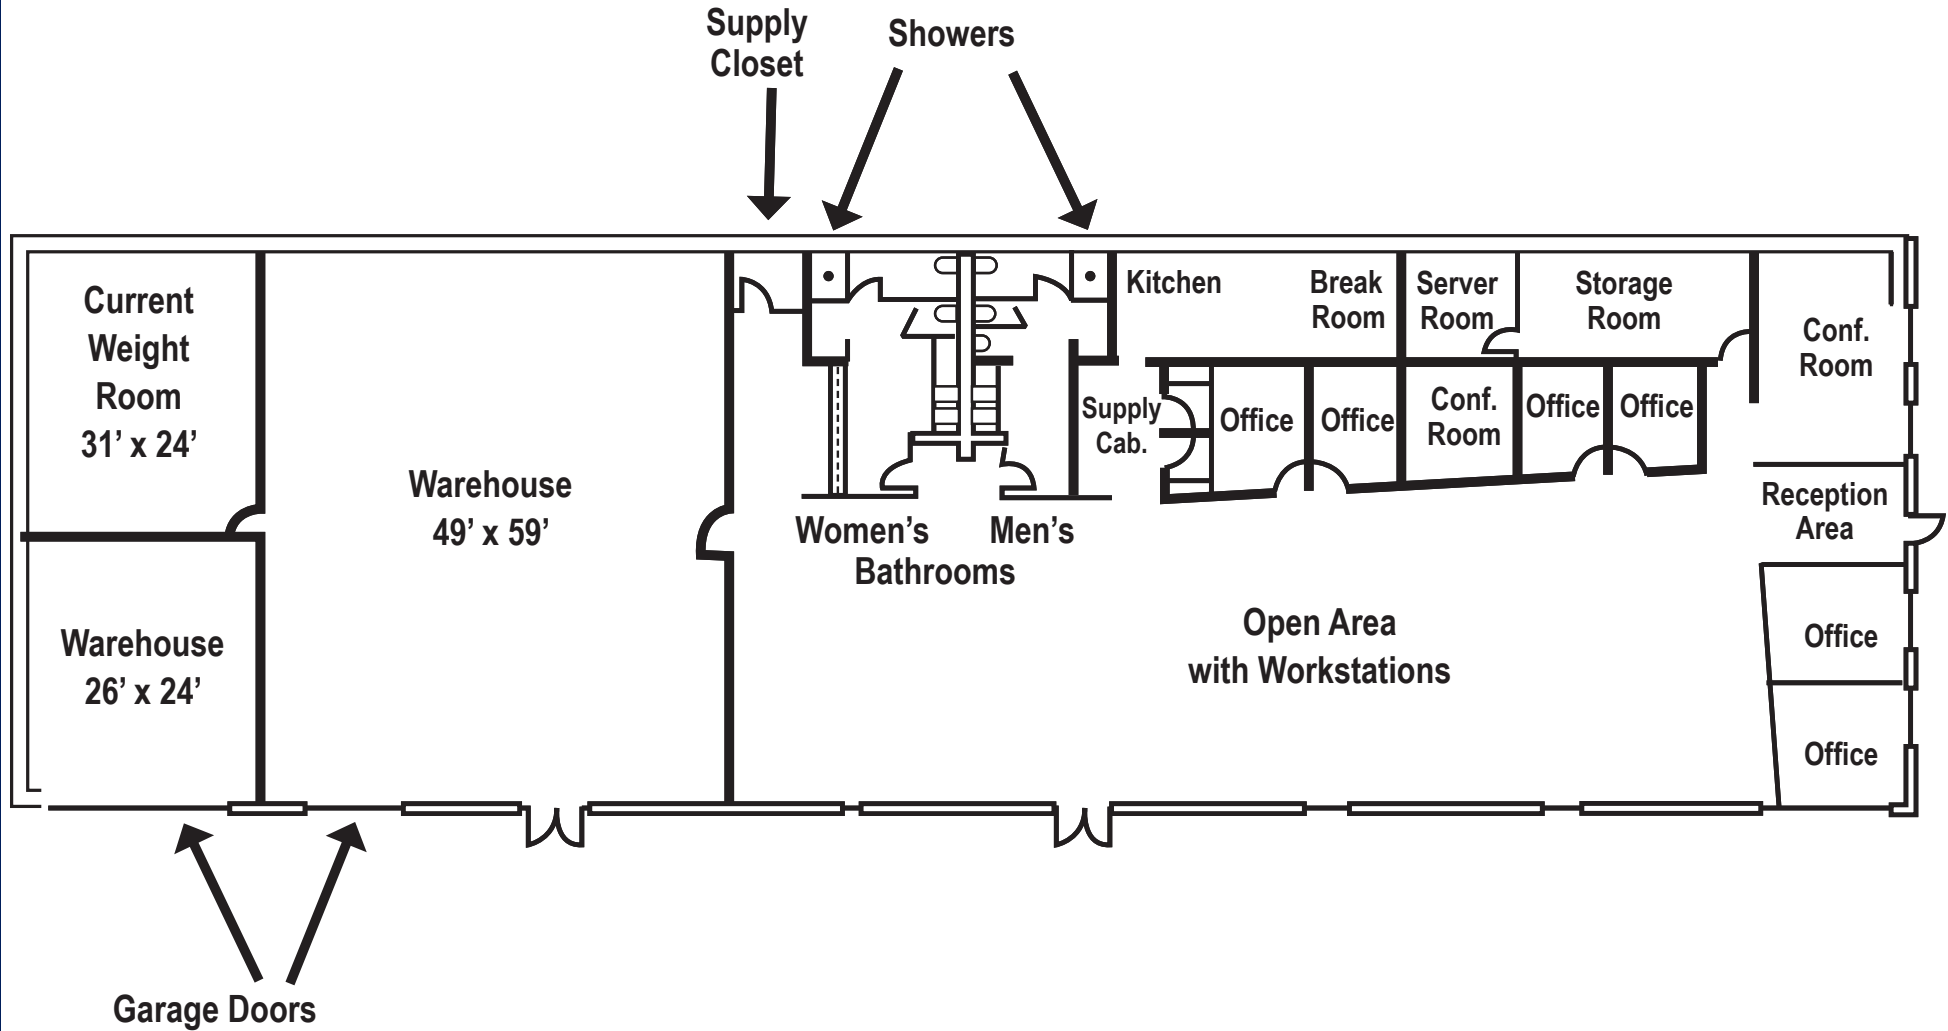 Supply
Closet
Showers
Current
Weight
Room
31’ x 24’
Warehouse
49’ x 59’
Warehouse
26’ x 24’
Women’s
Men’s
Bathrooms
Kitchen
Break
Room
Server
Room
Storage
Room
Conf.
Room
Supply
Cab.
Office
Office
Conf.
Room
Office
Office
Reception
Area
Open Area
with Workstations
Office
Office
Garage Doors